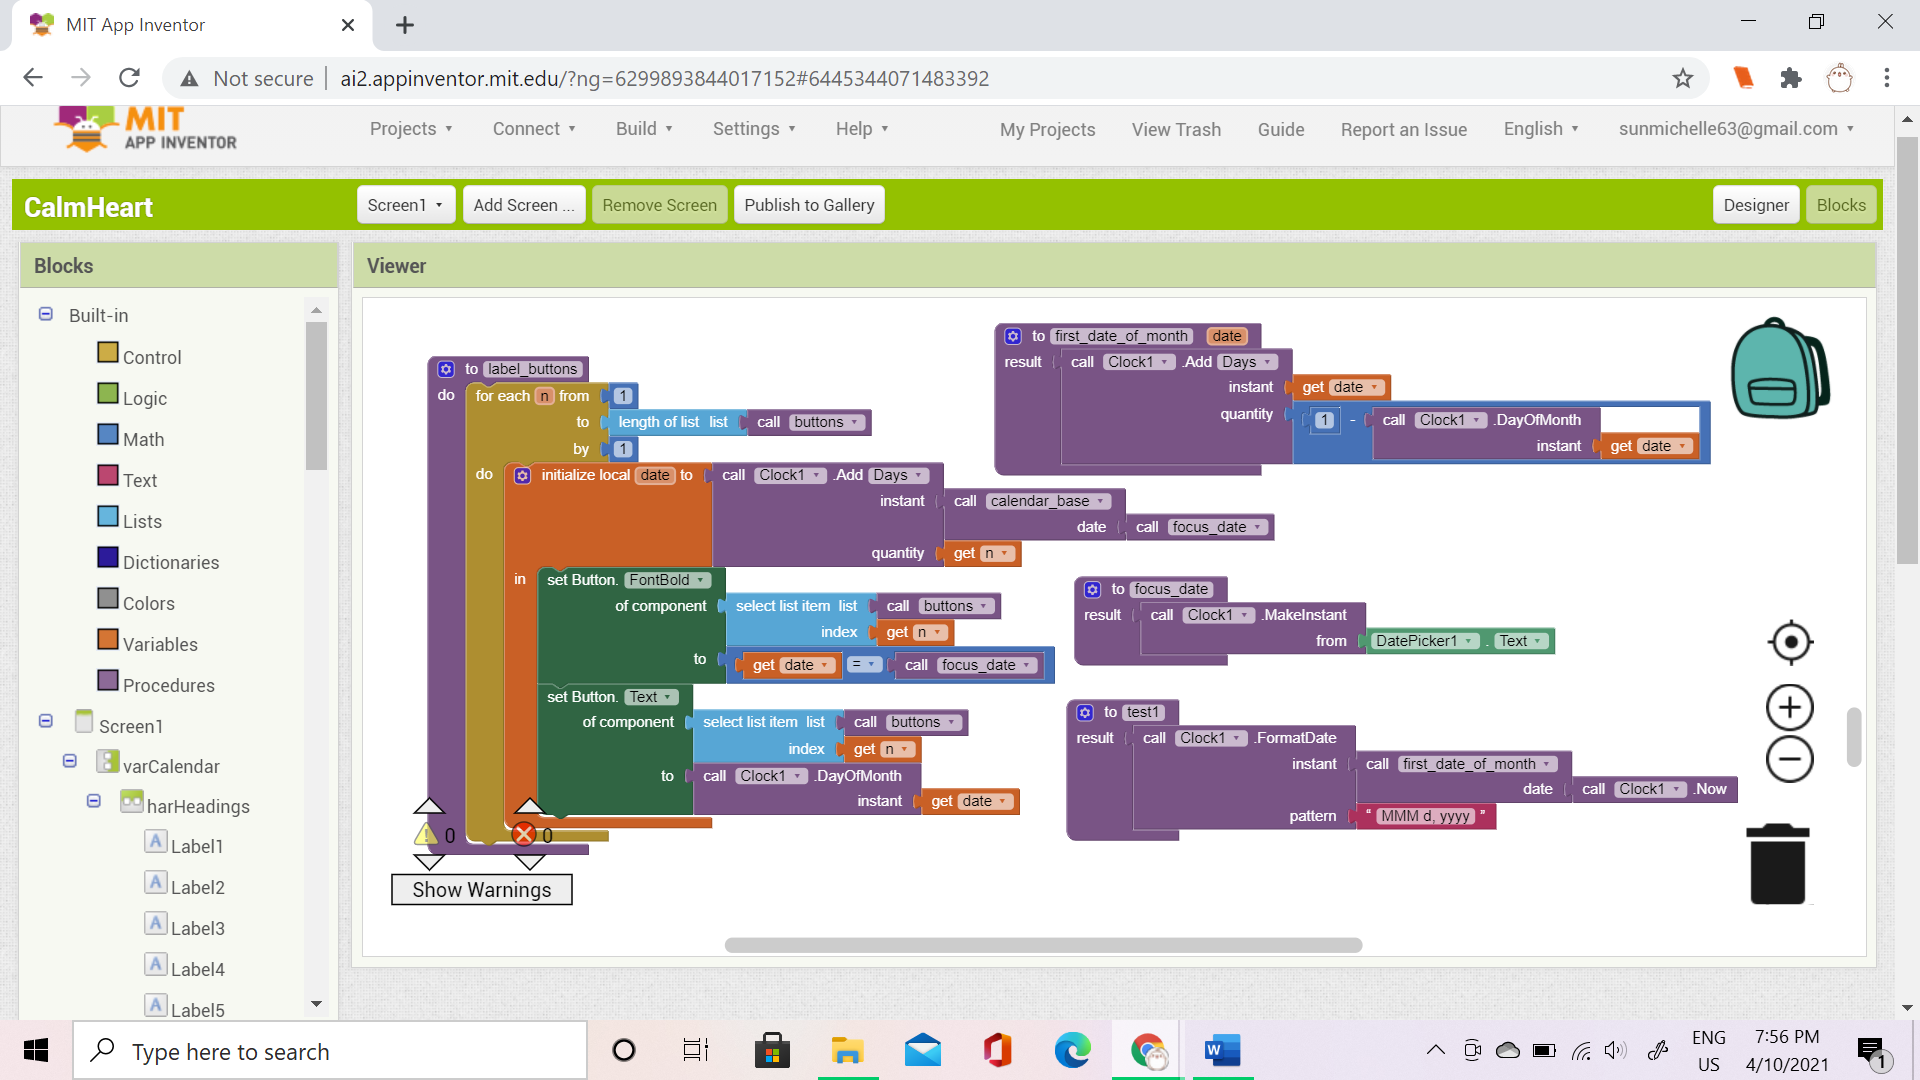 MIT App Inventor
Not secure
ai2.appinventor.mit.edu/?ng=6299893844017152#6445344071483392
MIT
APP INVENTOR
Projects
Connect
Build
Settings
Help
My Projects
View Trash
Guide
Report an Issue
English
sunmichelle63@gmail.com
CalmHeart
Screen1
Add Screen ...
Remove Screen
Publish to Gallery
Designer
Blocks
Blocks
Built-in
Control
Logic
Math
Text
Lists
Dictionaries
Colors
Variables
Procedures
Screen1
varCalendar
harHeadings
A Label1
A Label2
A Label3
A Label4
A Label5
Viewer
to label_buttons
do for each n from 1
to length of list list call buttons
by 1
do initialize local date to call Clock1 .Add Days
instant call calendar_base
date call focus_date
quantity get n
in set Button. FontBold
of component select list item list call buttons
index get n
to get date = call focus_date
set Button. Text
of component select list item list call buttons
index get n
to call Clock1 .DayOfMonth
instant get date
0 0
Show Warnings
to first_date_of_month date
result call Clock1 .Add Days
instant get date
quantity 1 - call Clock1 .DayOfMonth
instant get date
to focus_date
result call Clock1 .MakeInstant
from DatePicker1 . Text
to test1
result call Clock1 .FormatDate
instant call first_date_of_month
date call Clock1 .Now
pattern “ MMM d, yyyy ”
Type here to search
W
ENG
US
7:56 PM
4/10/2021
1